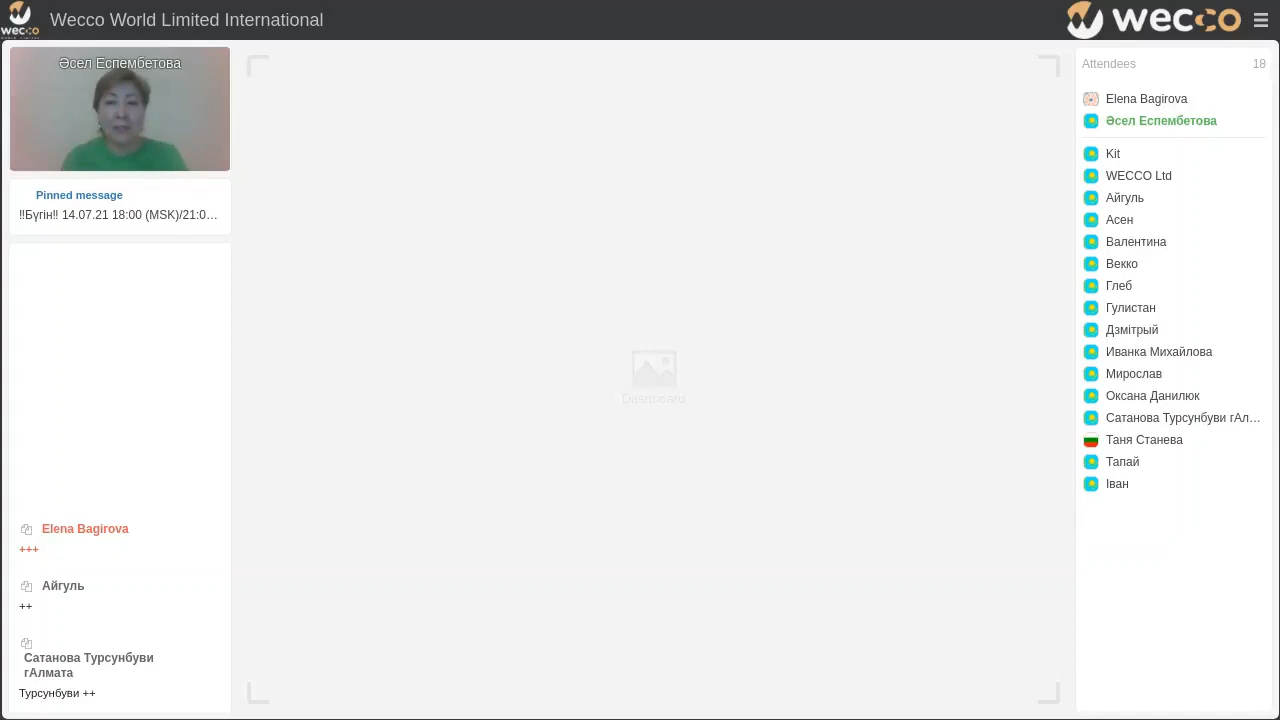 wecco
Wecco World Limited International
wecco
Әсел Еспембетова
Pinned message
‼Бүгін‼ 14.07.21 18:00 (MSK)/21:0…
Elena Bagirova
+++
Айгуль
++
Сатанова Турсунбуви
гАлмата
Турсунбуви ++
Dashboard
Attendees 18
Elena Bagirova
Әсел Еспембетова
Kit
WECCO Ltd
Айгуль
Асен
Валентина
Векко
Глеб
Гулистан
Дзмітрый
Иванка Михайлова
Мирослав
Оксана Данилюк
Сатанова Турсунбуви гАл…
Таня Станева
Тапай
Іван